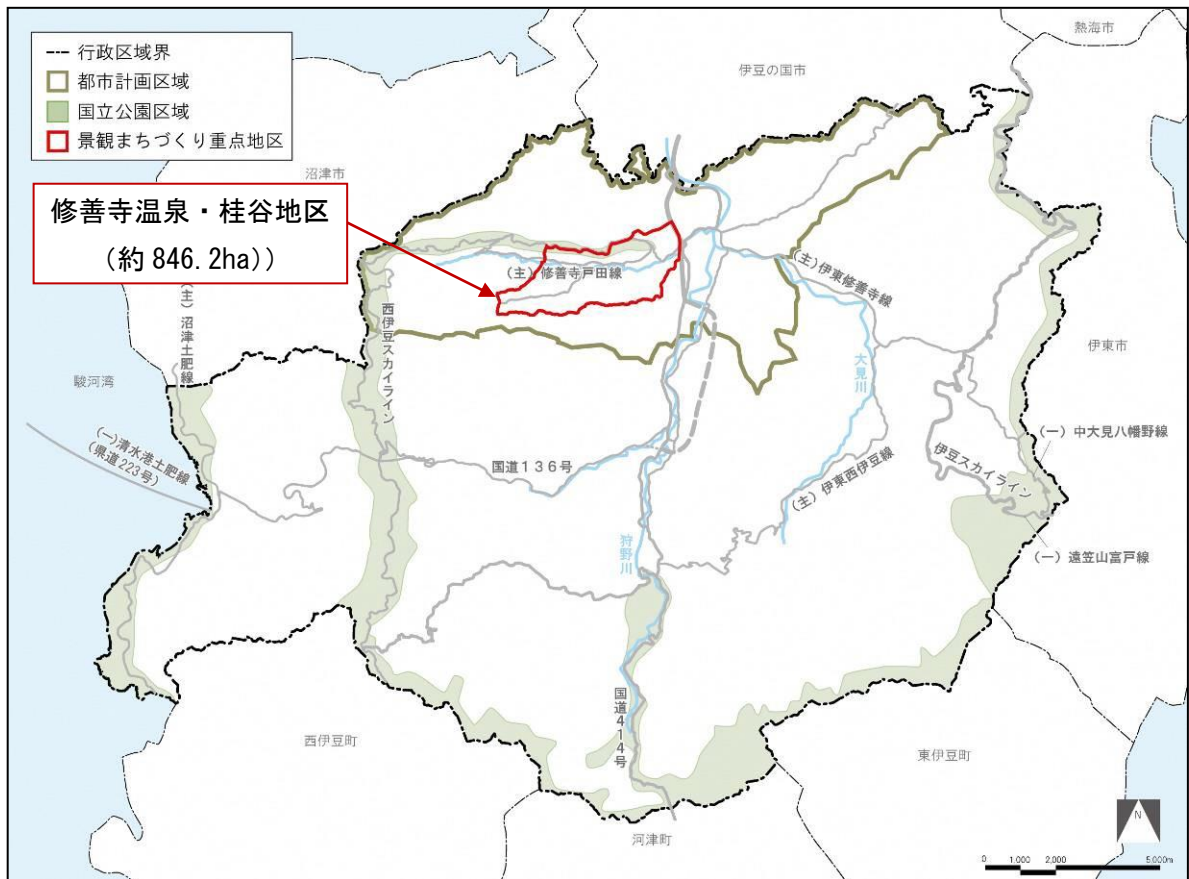 行政区域界
都市計画区域
国立公園区域
景観まちづくり重点地区
熱海市
伊豆の国市
沼津市
修善寺温泉・桂谷地区
（約 846.2ha））
(主) 修善寺戸田線
(主) 伊東修善寺線
(主) 沼津土肥線
西伊豆スカイライン
大見川
伊東市
駿河湾
(一)清水港土肥線
(県道223号)
国道136号
(主) 伊東西伊豆線
伊豆スカイライン
(一) 中大見八幡野線
狩野川
(一) 遠笠山富戸線
国道414号
西伊豆町
東伊豆町
河津町
N
0 1,000 2,000 5,000m